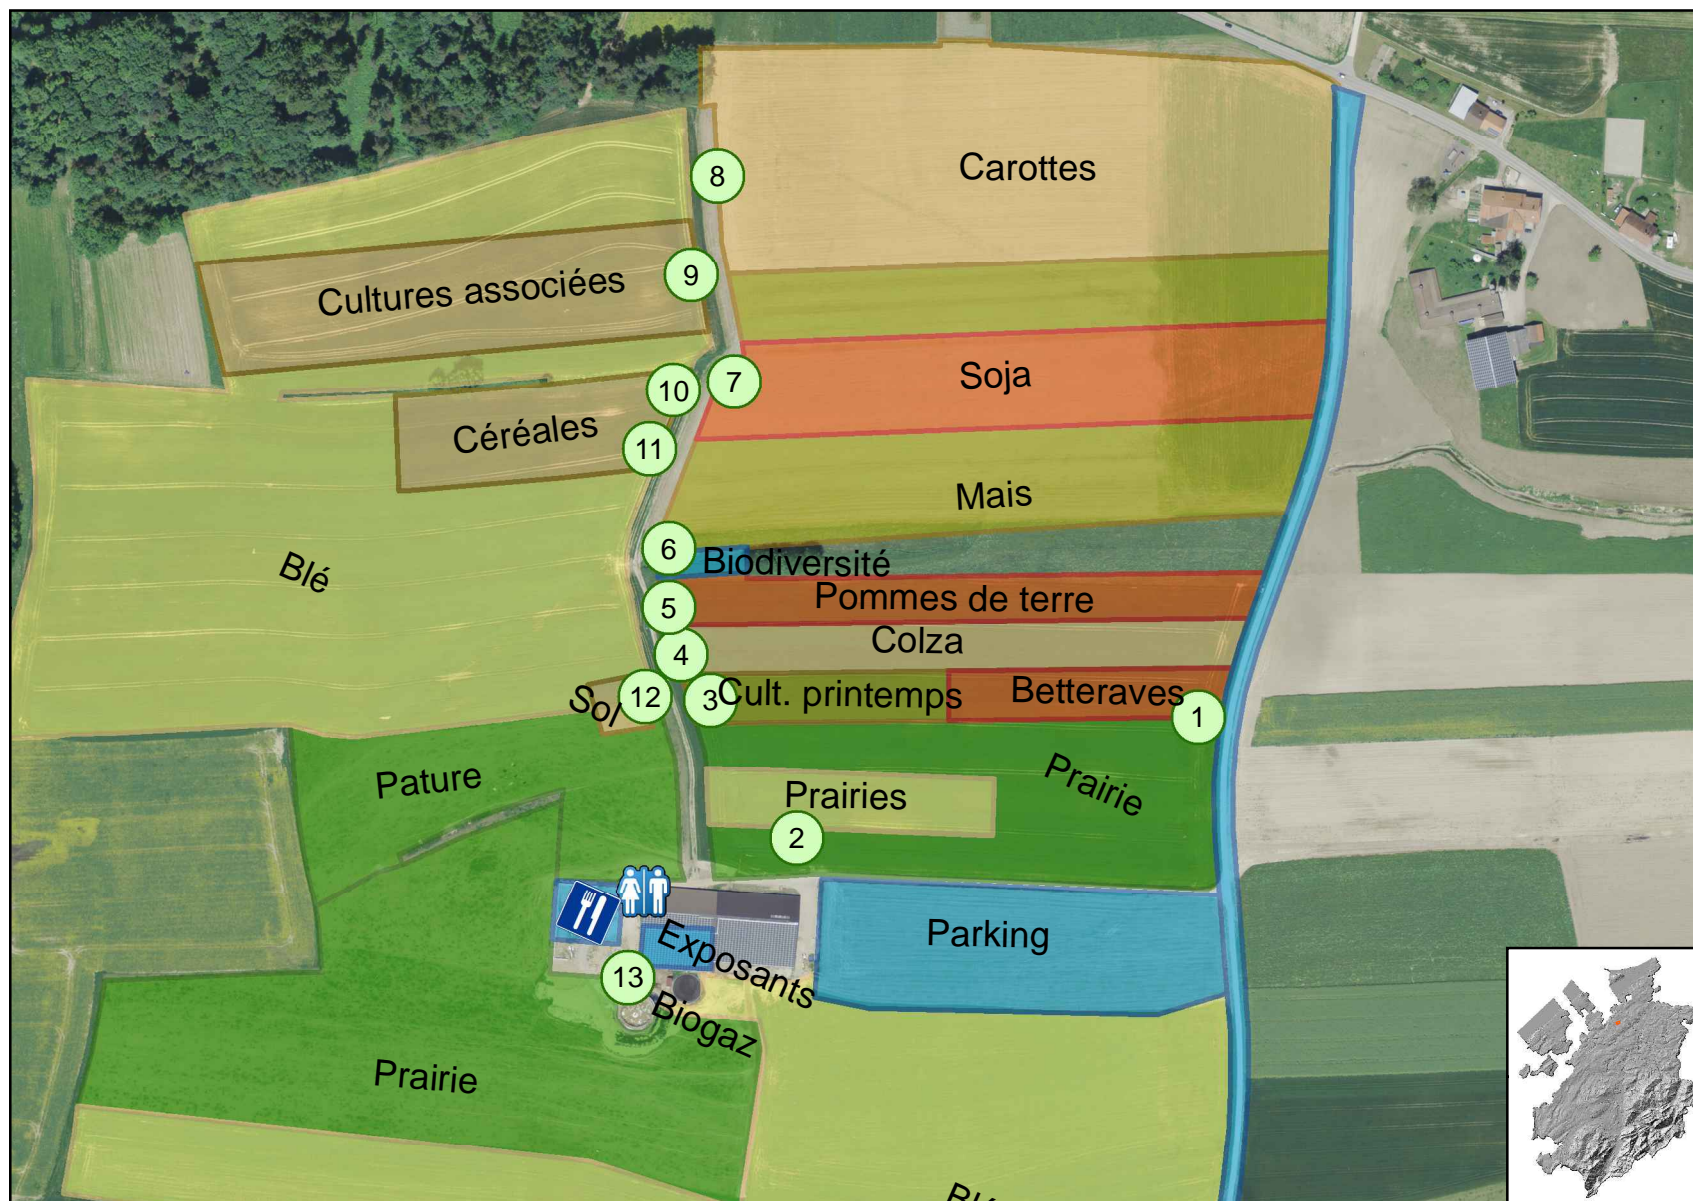 Carottes
8
Cultures associées
9
Soja
7
10
Céréales
11
Mais
6
Biodiversité
Blé
5
Pommes de terre
4
Colza
Sol
12
3
Cult. printemps
Betteraves
1
Pature
Prairies
Prairie
2
Exposants
Parking
13
Biogaz
Prairie